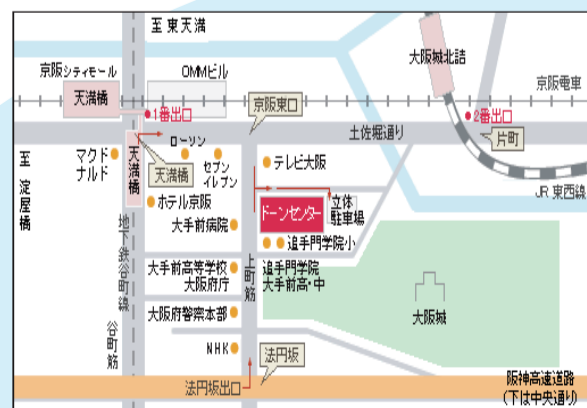 至 東天満
京阪シティモール
OMMビル
大阪城北詰
天満橋
京阪東口
京阪電車
1番出口
2番出口
土佐堀通り
片町
至 淀屋橋
マクドナルド
天満橋
ローソン
セブンイレブン
天満橋
テレビ大阪
JR東西線
ホテル京阪
ドーンセンター
立体
駐車場
大手前病院
追手門学院小
地下鉄谷町線
大手前高等学校
大阪府庁
上町筋
追手門学院
大手前高・中
大阪府警察本部
大阪城
谷町筋
NHK
法円坂
法円坂出口
阪神高速道路
(下は中央通り)